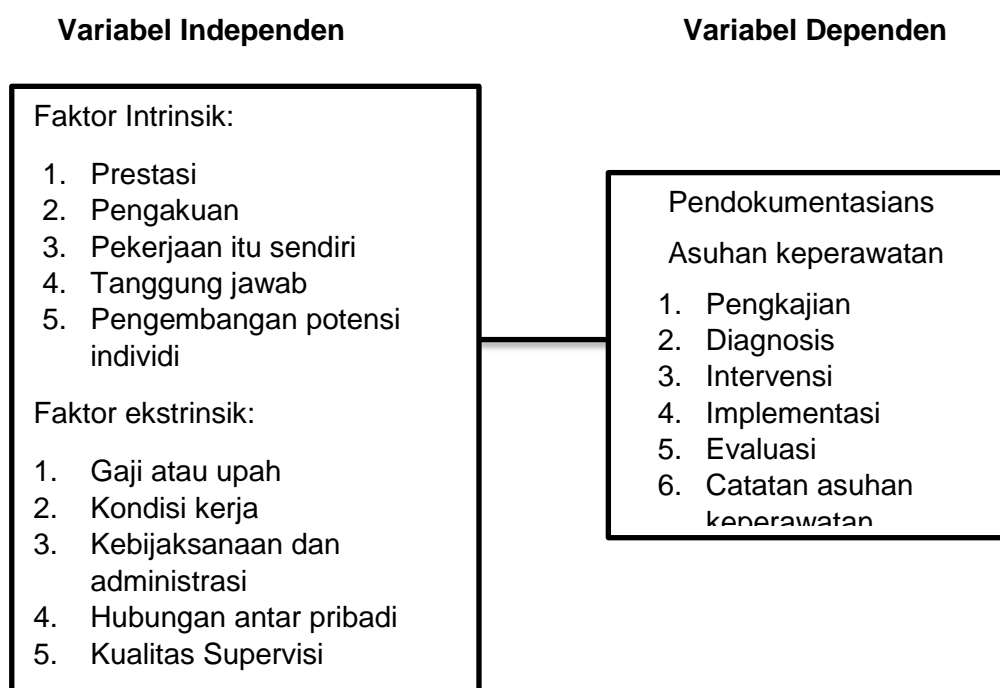 Variabel Independen
Variabel Dependen
Faktor Intrinsik:
1. Prestasi
2. Pengakuan
3. Pekerjaan itu sendiri
4. Tanggung jawab
5. Pengembangan potensi
individi
Faktor ekstrinsik:
1. Gaji atau upah
2. Kondisi kerja
3. Kebijaksanaan dan
administrasi
4. Hubungan antar pribadi
5. Kualitas Supervisi
Pendokumentasians
Asuhan keperawatan
1. Pengkajian
2. Diagnosis
3. Intervensi
4. Implementasi
5. Evaluasi
6. Catatan asuhan
keperawatan